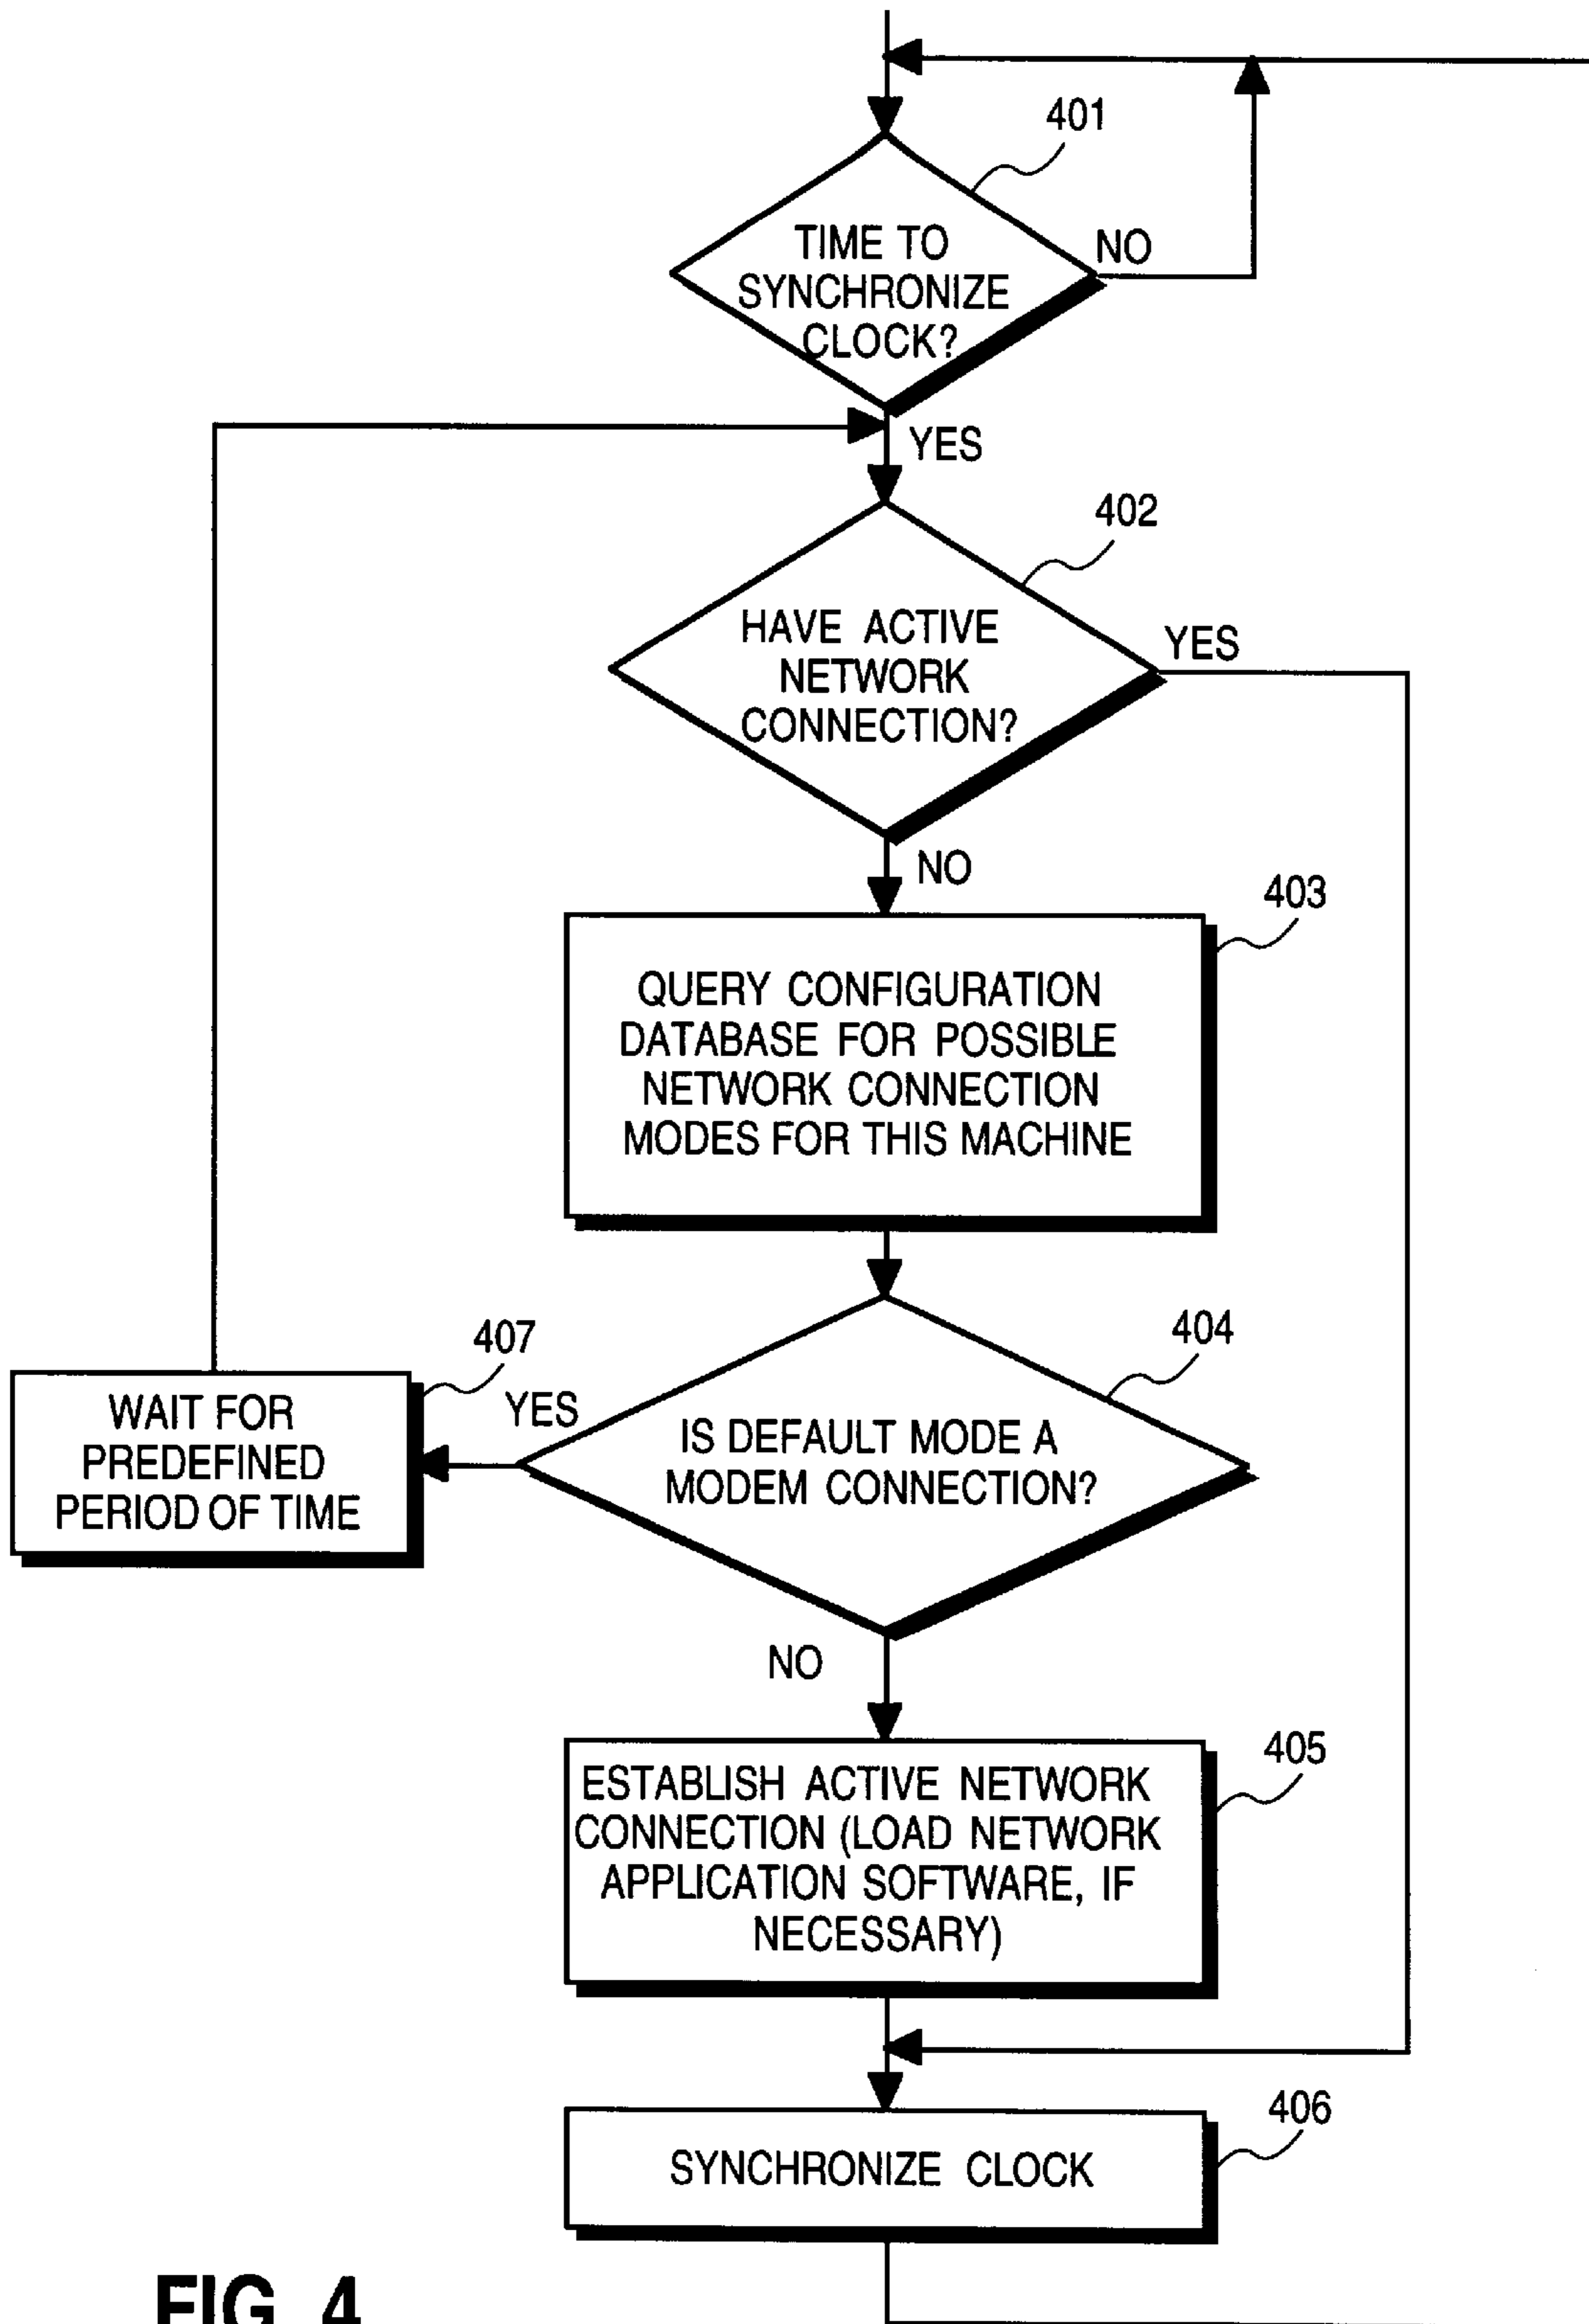 401
TIME TO
SYNCHRONIZE
CLOCK?
NO
YES
402
HAVE ACTIVE
NETWORK
CONNECTION?
YES
NO
403
QUERY CONFIGURATION
DATABASE FOR POSSIBLE
NETWORK CONNECTION
MODES FOR THIS MACHINE
404
IS DEFAULT MODE A
MODEM CONNECTION?
YES
407
WAIT FOR
PREDEFINED
PERIOD OF TIME
NO
405
ESTABLISH ACTIVE NETWORK
CONNECTION (LOAD NETWORK
APPLICATION SOFTWARE, IF
NECESSARY)
406
SYNCHRONIZE CLOCK
FIG. 4